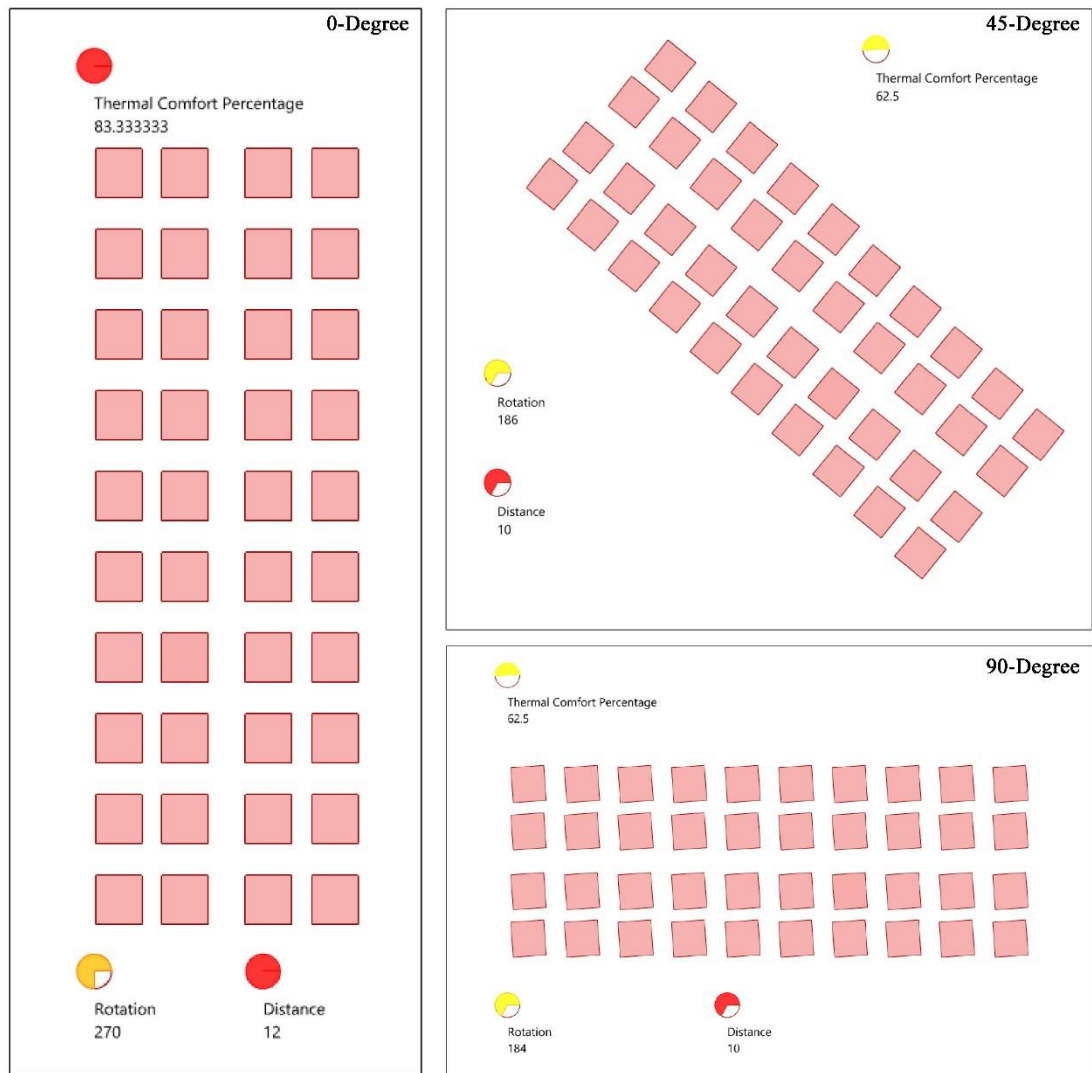 0-Degree
Thermal Comfort Percentage
83.333333
Rotation
270
Distance
12
45-Degree
Thermal Comfort Percentage
62.5
Rotation
186
Distance
10
90-Degree
Thermal Comfort Percentage
62.5
Rotation
184
Distance
10